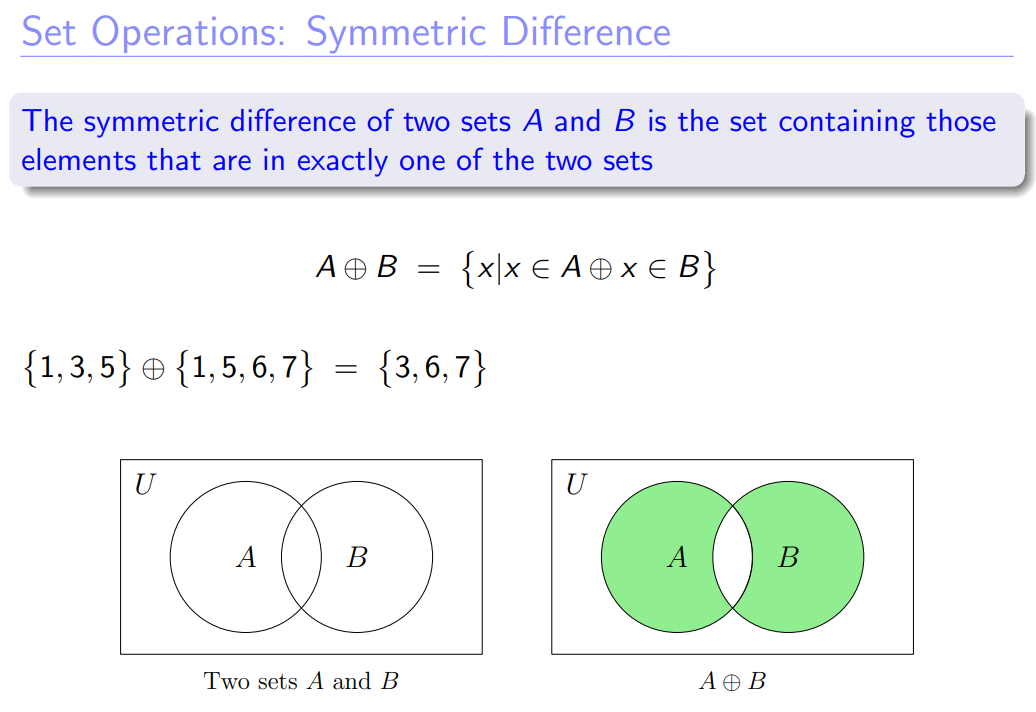 Set Operations: Symmetric Difference
The symmetric difference of two sets A and B is the set containing those
elements that are in exactly one of the two sets
A ⊕ B = {x|x ∈ A ⊕ x ∈ B}
{1, 3, 5} ⊕ {1, 5, 6, 7} = {3, 6, 7}
U
A B
Two sets A and B
U
A B
A ⊕ B